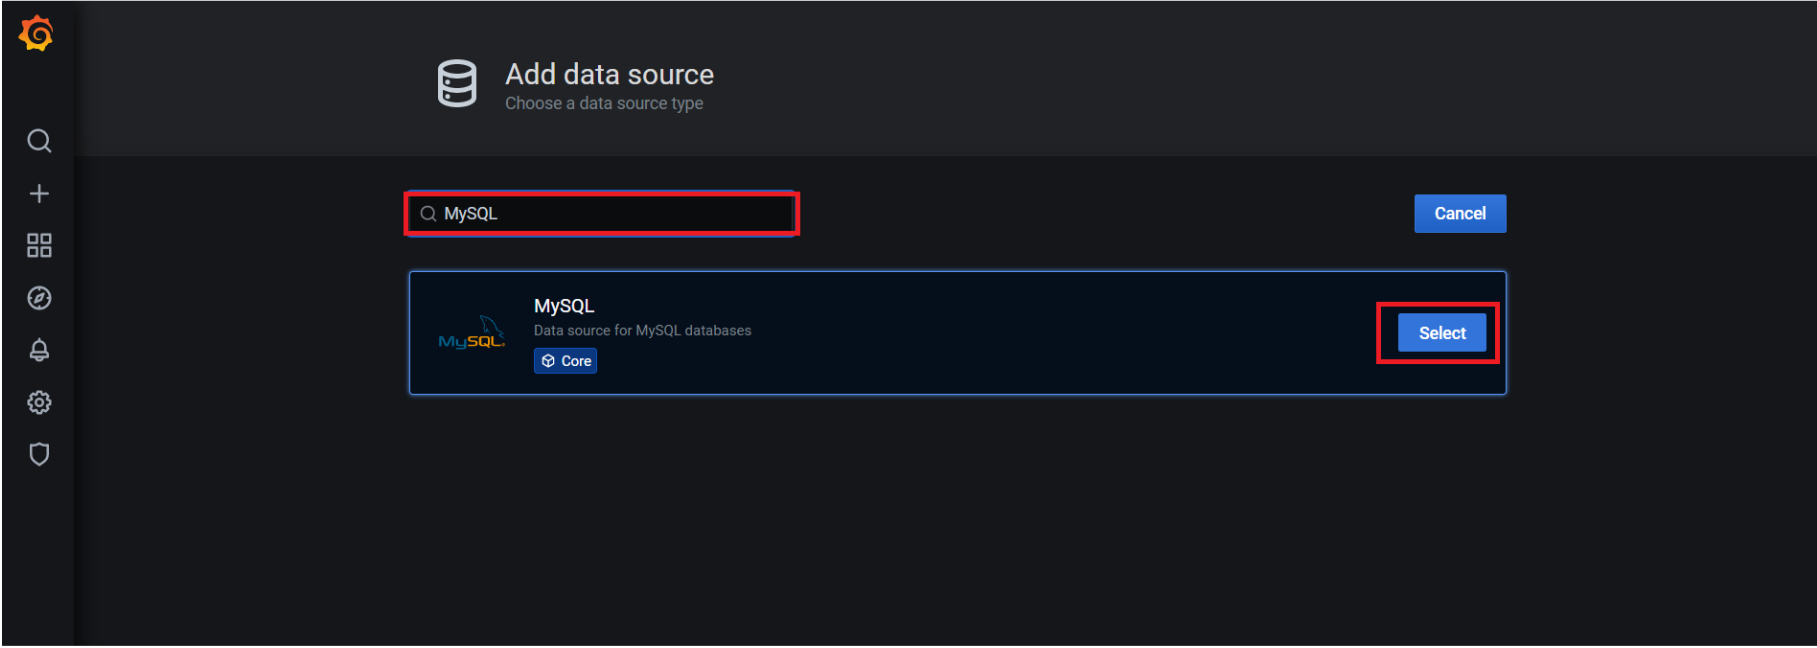 Add data source
Choose a data source type
MySQL
Cancel
MySQL
Data source for MySQL databases
MySQL
Core
Select